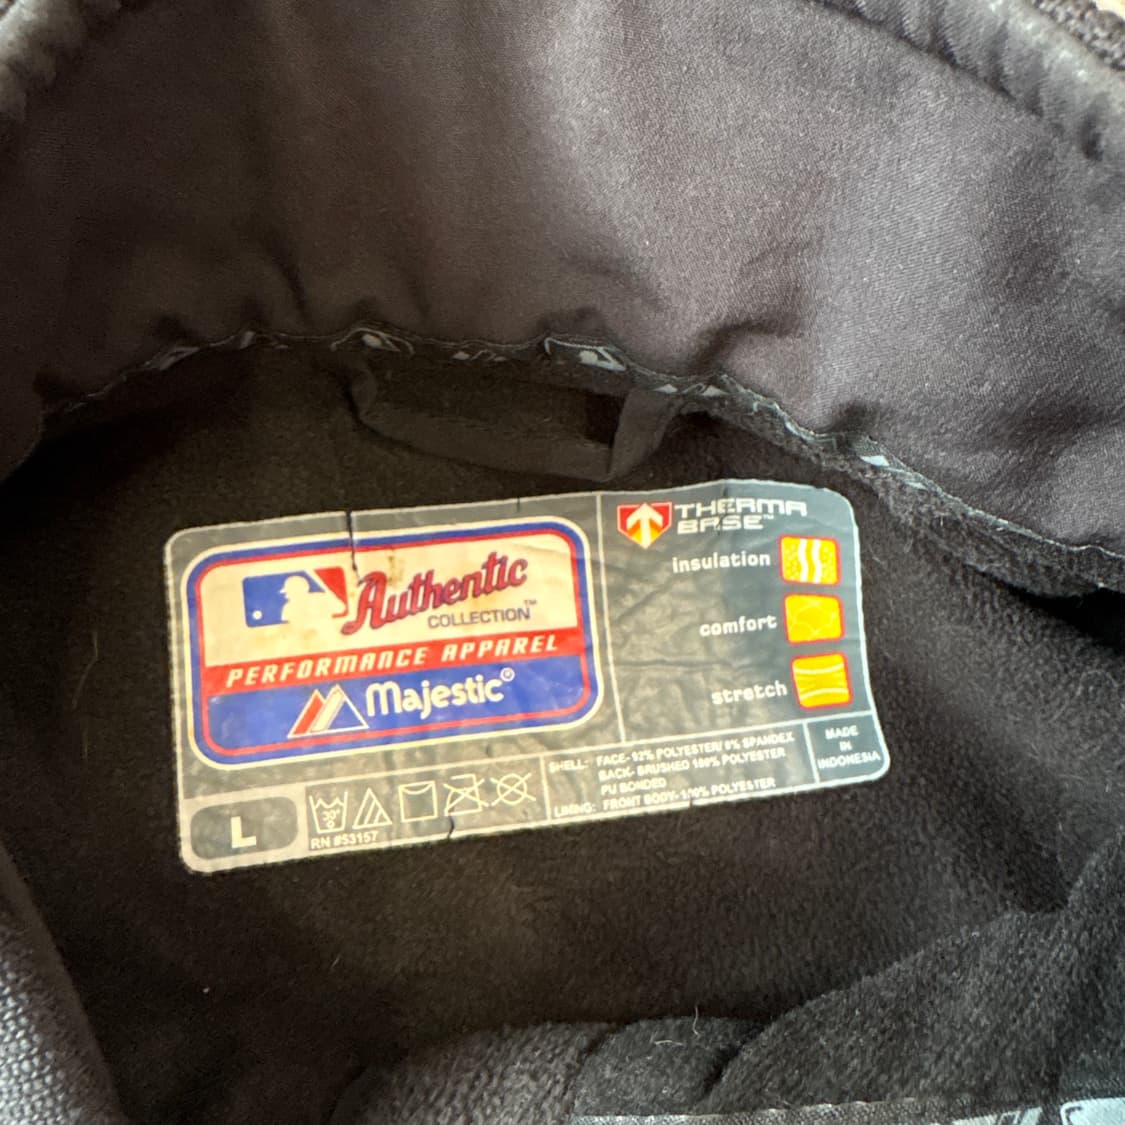 Authentic
COLLECTION™
PERFORMANCE APPAREL
Majestic®
THERMA
BASE™
insulation
comfort
stretch
L
30°
RN #53157
SHELL: FACE- 92% POLYESTER/ 8% SPANDEX
BACK- BRUSHED 100% POLYESTER
PU BONDED
LINING: FRONT BODY- 100% POLYESTER
MADE
IN
INDONESIA